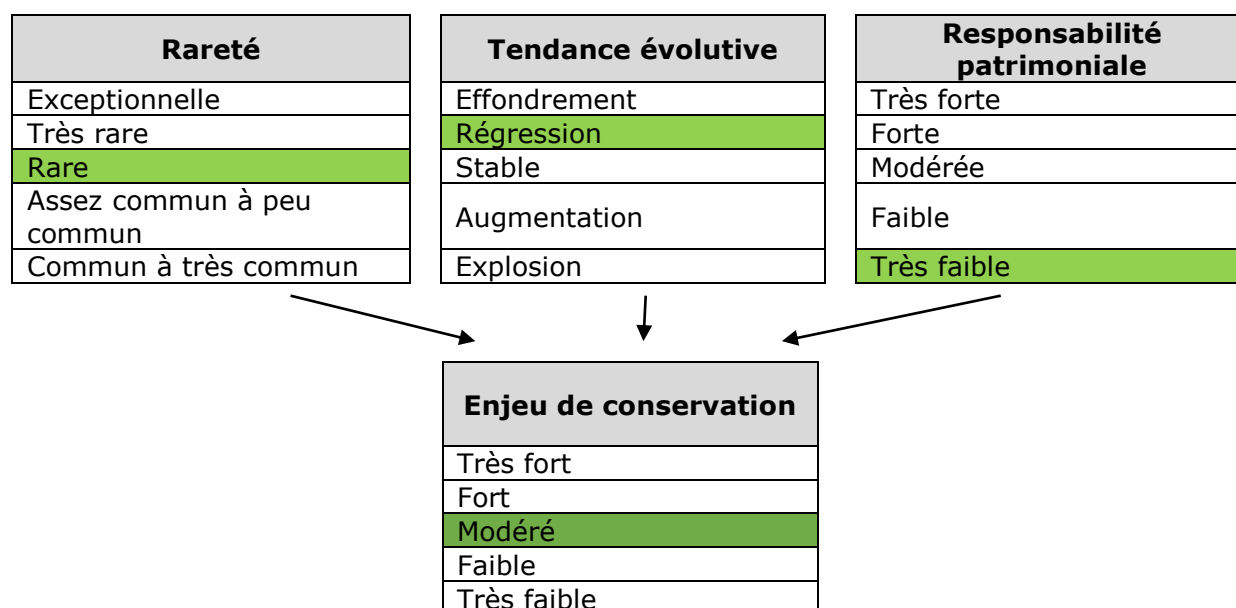 Rareté
Exceptionnelle
Très rare
Rare
Assez commun à peu
commun
Commun à très commun
Tendance évolutive
Effondrement
Régression
Stable
Augmentation
Explosion
Responsabilité
patrimoniale
Très forte
Forte
Modérée
Faible
Très faible
Enjeu de conservation
Très fort
Fort
Modéré
Faible
Très faible